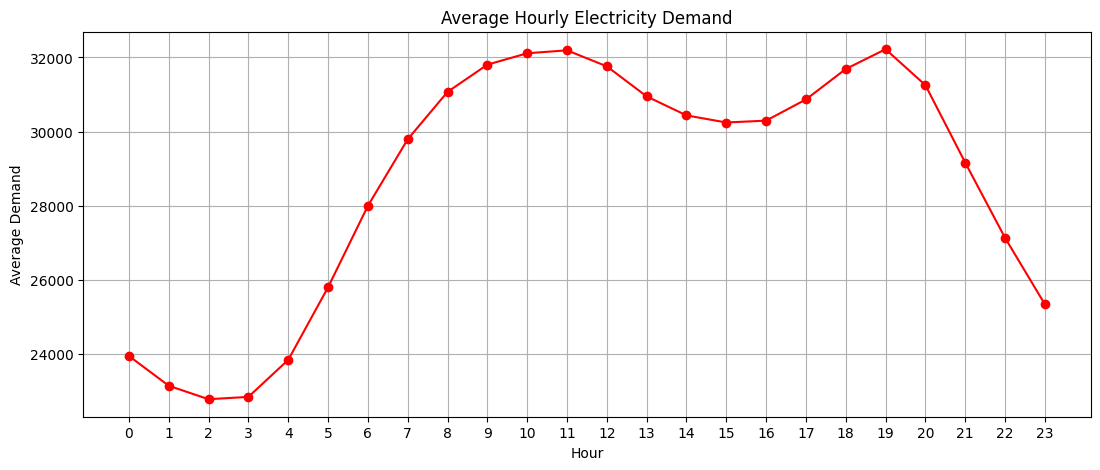 Average Hourly Electricity Demand
Average Demand
32000
30000
28000
26000
24000
0 1 2 3 4 5 6 7 8 9 10 11 12 13 14 15 16 17 18 19 20 21 22 23
Hour